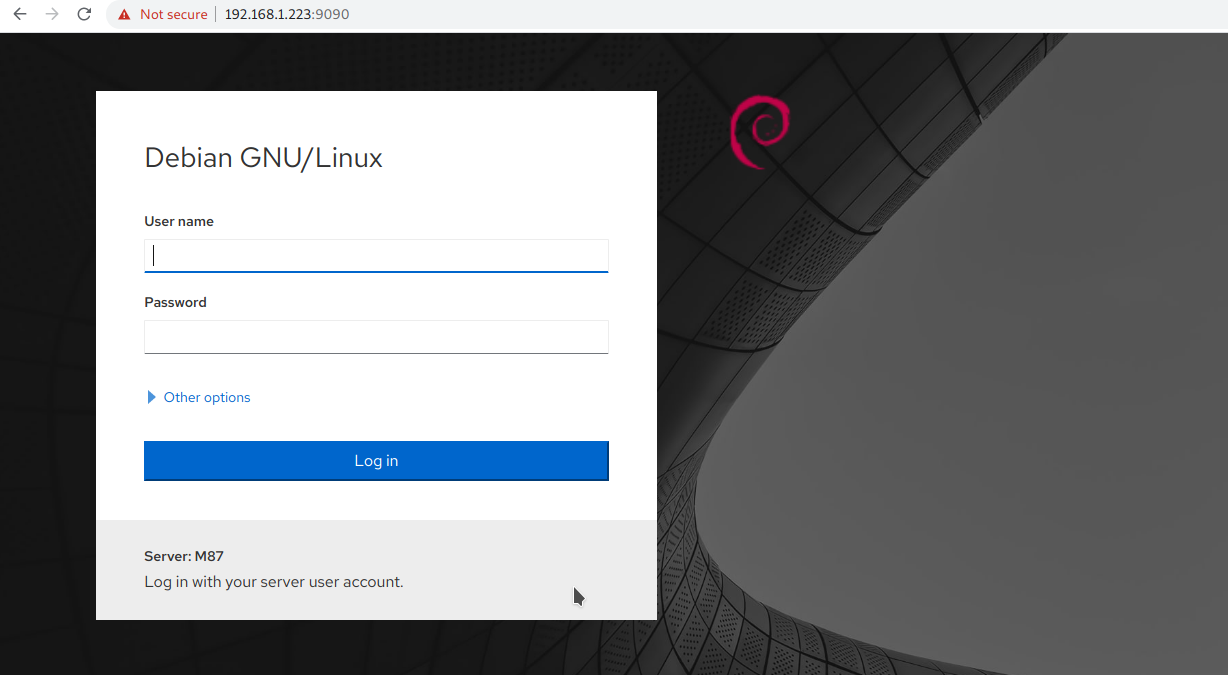 Not secure 192.168.1.223:9090
Debian GNU/Linux
User name
Password
Other options
Log in
Server: M87
Log in with your server user account.